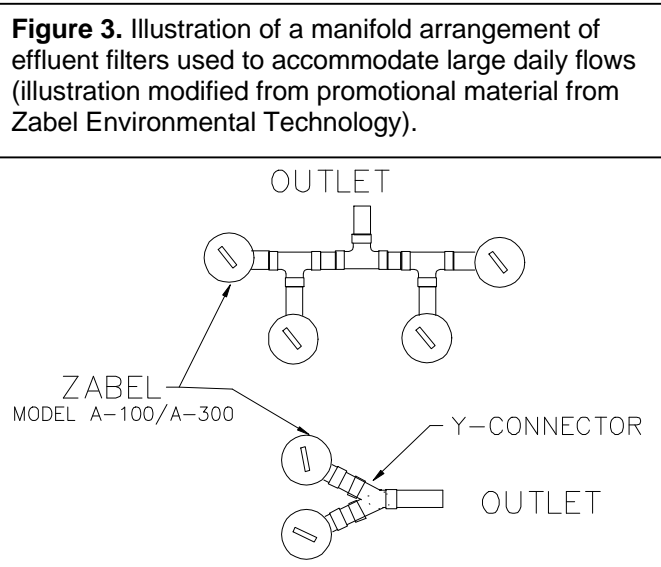 Figure 3. Illustration of a manifold arrangement of
effluent filters used to accommodate large daily flows
(illustration modified from promotional material from
Zabel Environmental Technology).
OUTLET
ZABEL
MODEL A-100/A-300
Y-CONNECTOR
OUTLET